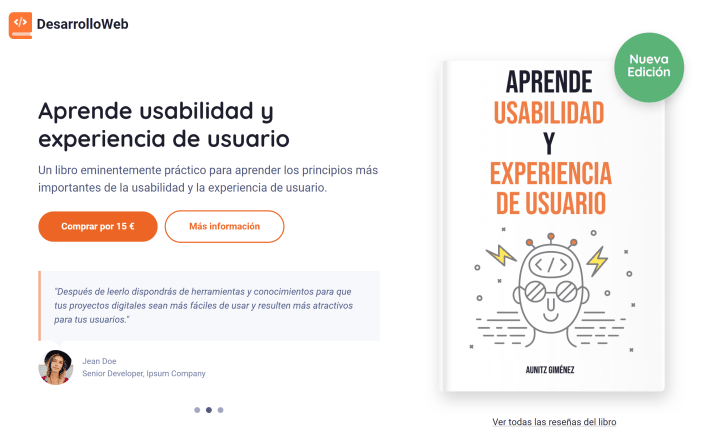 DesarrolloWeb
Aprende usabilidad y
experiencia de usuario
Un libro eminentemente práctico para aprender los principios más
importantes de la usabilidad y la experiencia de usuario.
Comprar por 15 €
Más información
"Después de leerlo dispondrás de herramientas y conocimientos para que
tus proyectos digitales sean más fáciles de usar y resulten más atractivos
para tus usuarios."
Jean Doe
Senior Developer, Ipsum Company
Nueva
Edición
APRENDE
USABILIDAD
Y
EXPERIENCIA
DE USUARIO
</>
AUNITZ GIMÉNEZ
Ver todas las reseñas del libro